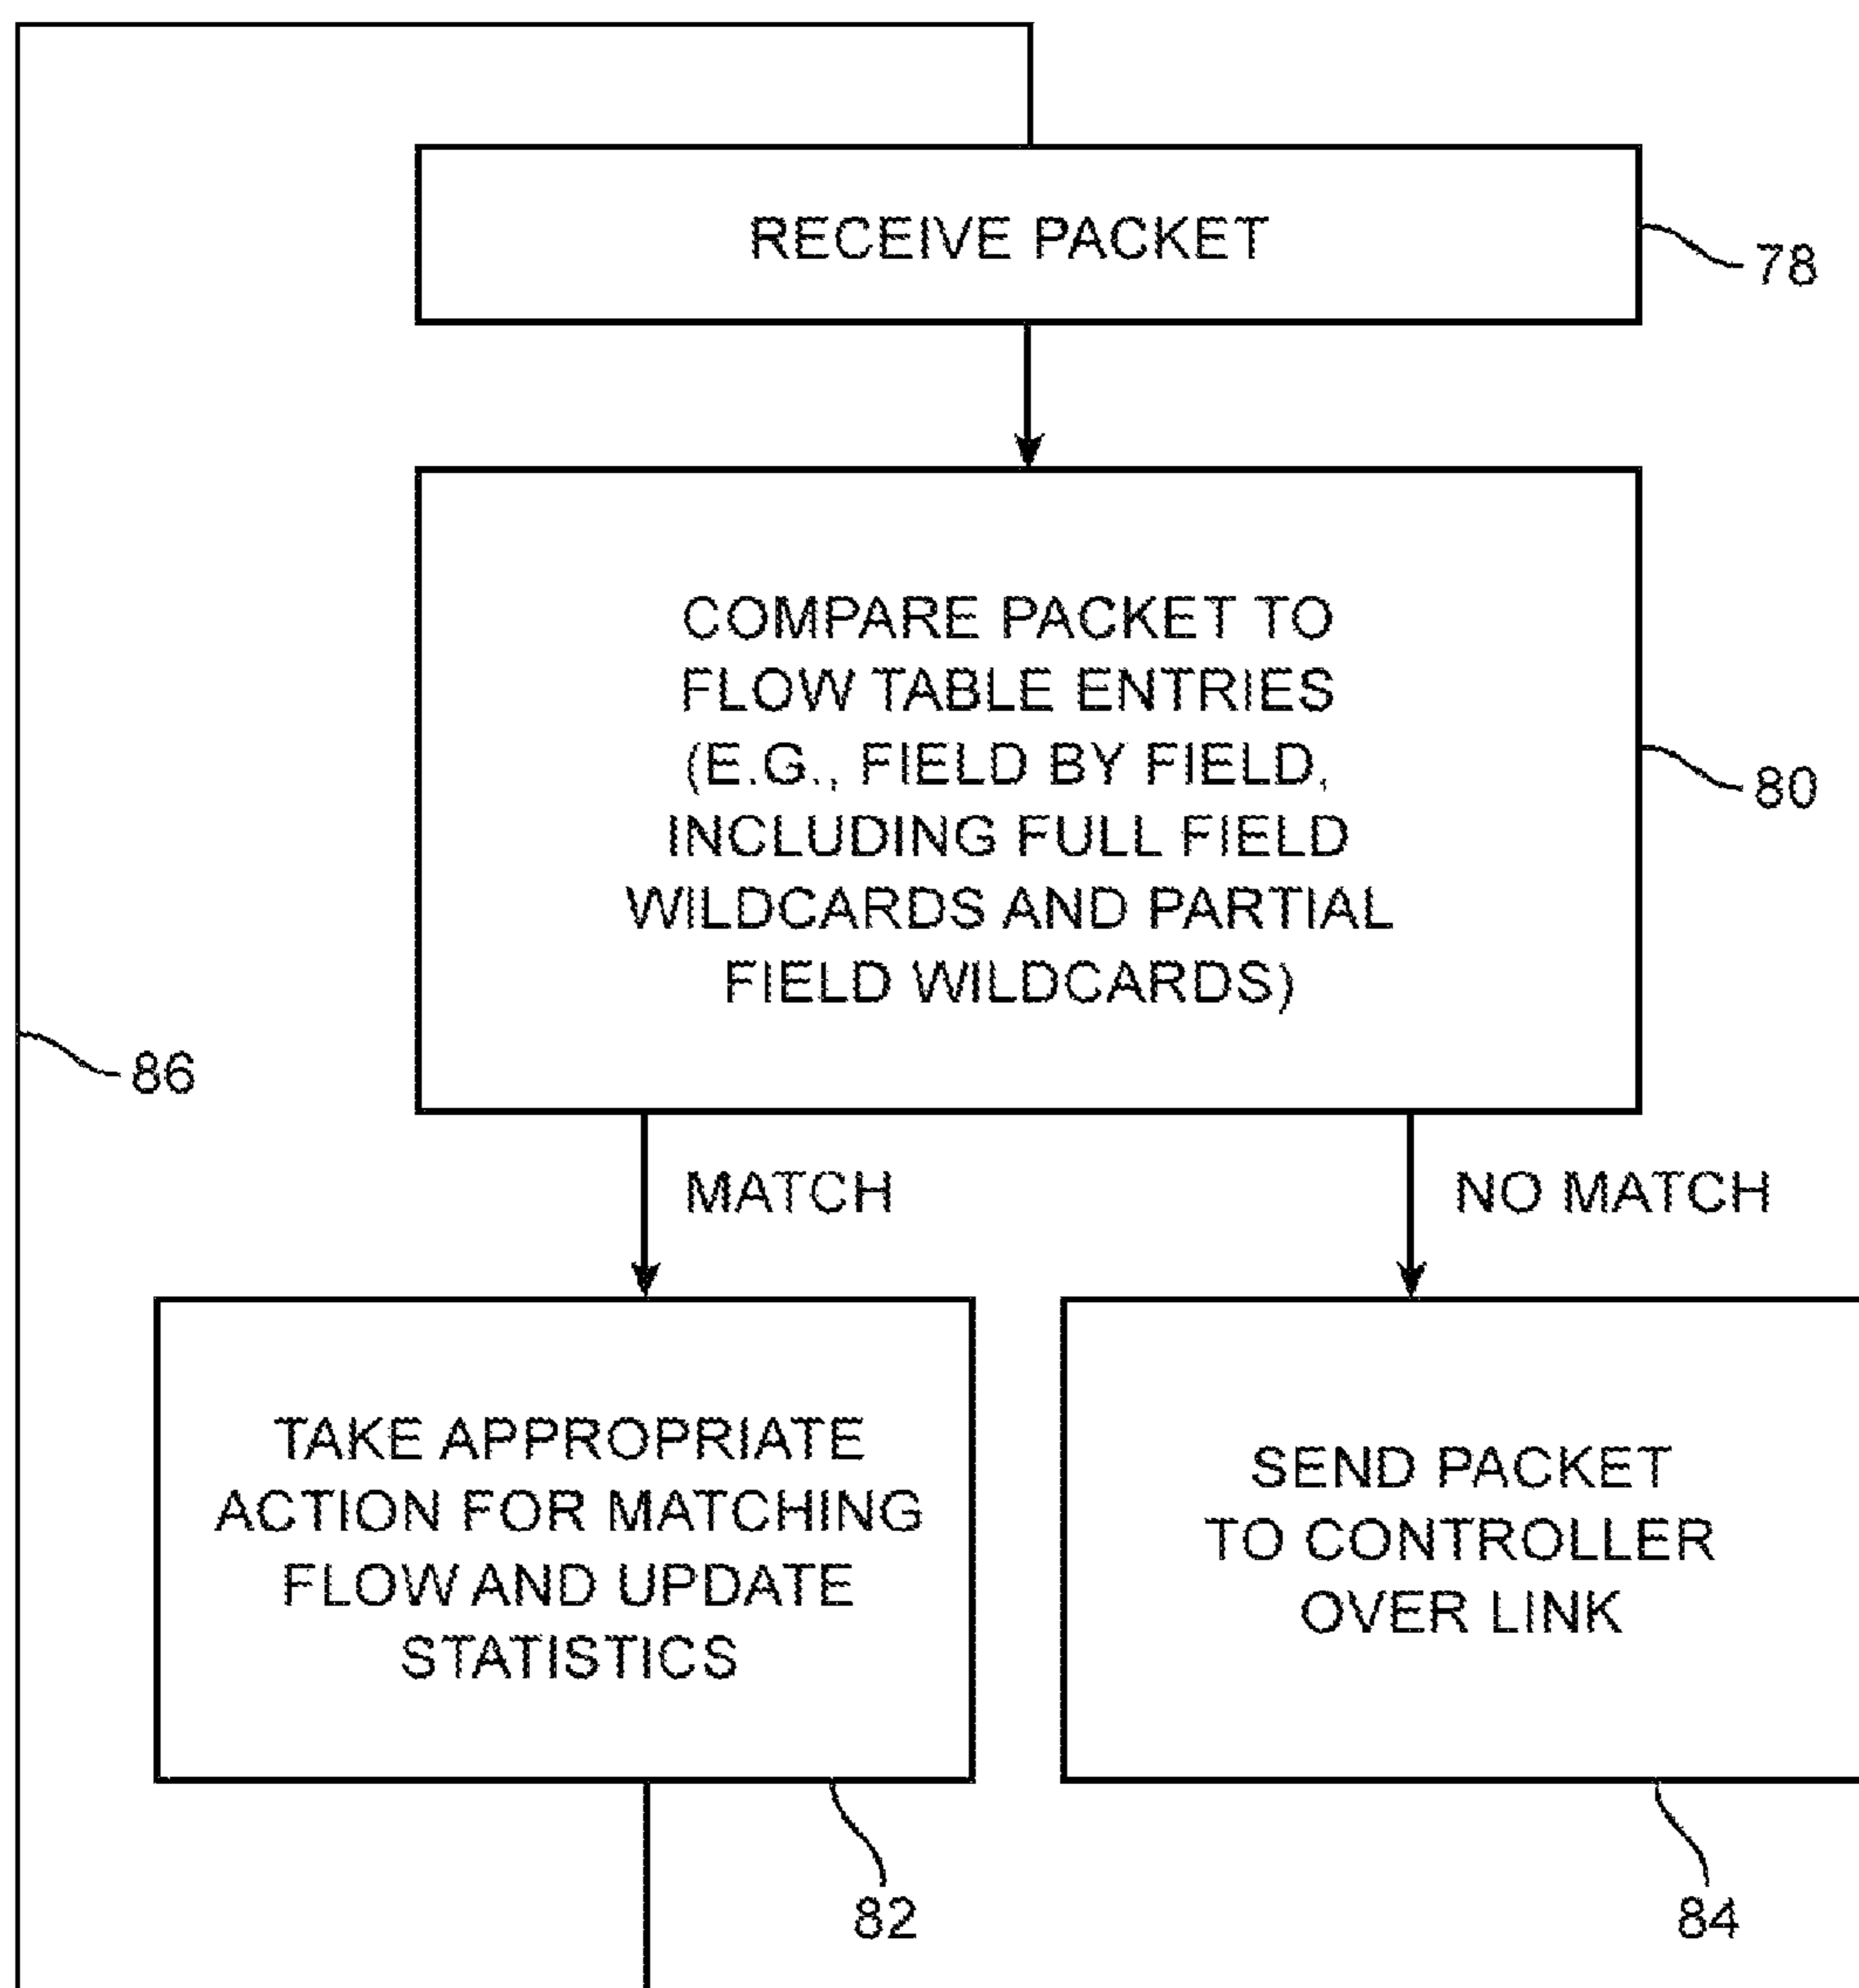 RECEIVE PACKET
78
COMPARE PACKET TO
FLOW TABLE ENTRIES
(E.G., FIELD BY FIELD,
INCLUDING FULL FIELD
WILDCARDS AND PARTIAL
FIELD WILDCARDS)
80
86
MATCH
NO MATCH
TAKE APPROPRIATE
ACTION FOR MATCHING
FLOW AND UPDATE
STATISTICS
SEND PACKET
TO CONTROLLER
OVER LINK
82
84